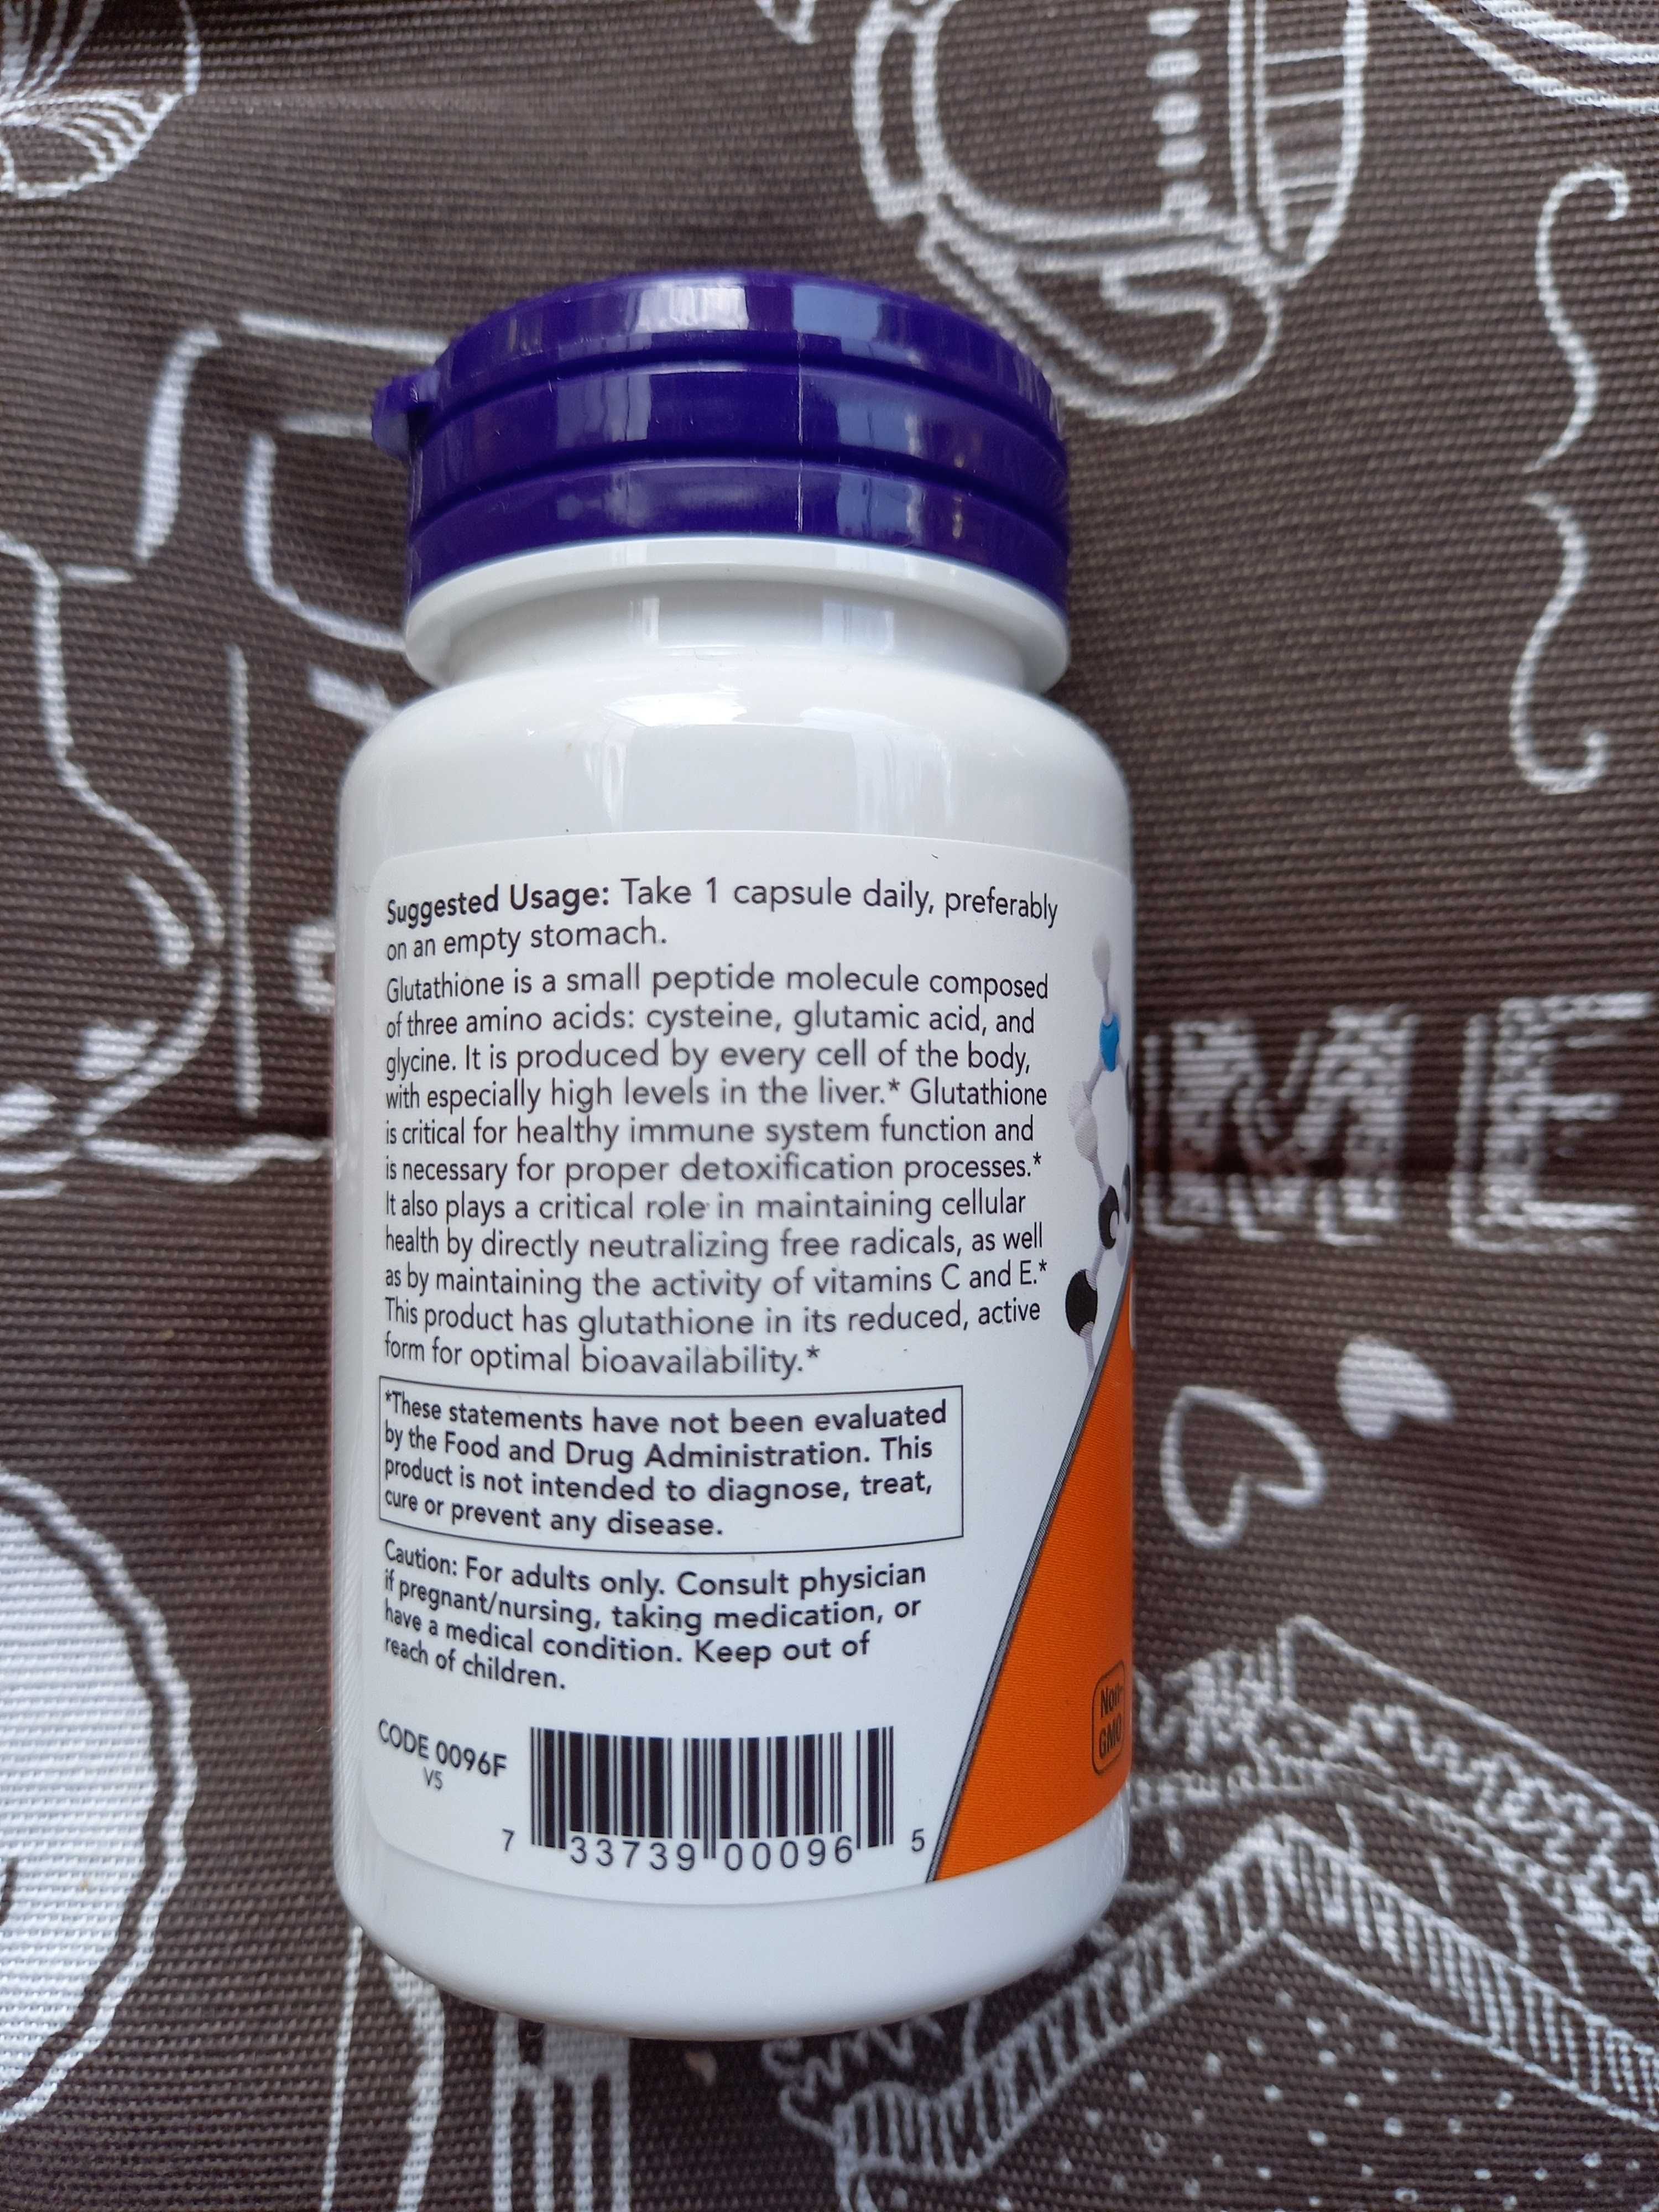 Suggested Usage: Take 1 capsule daily, preferably
on an empty stomach.
Glutathione is a small peptide molecule composed
of three amino acids: cysteine, glutamic acid, and
glycine. It is produced by every cell of the body,
with especially high levels in the liver.* Glutathione
is critical for healthy immune system function and
is necessary for proper detoxification processes.*
It also plays a critical role in maintaining cellular
health by directly neutralizing free radicals, as well
as by maintaining the activity of vitamins C and E.*
This product has glutathione in its reduced, active
form for optimal bioavailability.*
*These statements have not been evaluated
by the Food and Drug Administration. This
product is not intended to diagnose, treat,
cure or prevent any disease.
Caution: For adults only. Consult physician
if pregnant/nursing, taking medication, or
have a medical condition. Keep out of
reach of children.
CODE 0096F
V5
7 33739 00096 5
Non-
GMO
ME